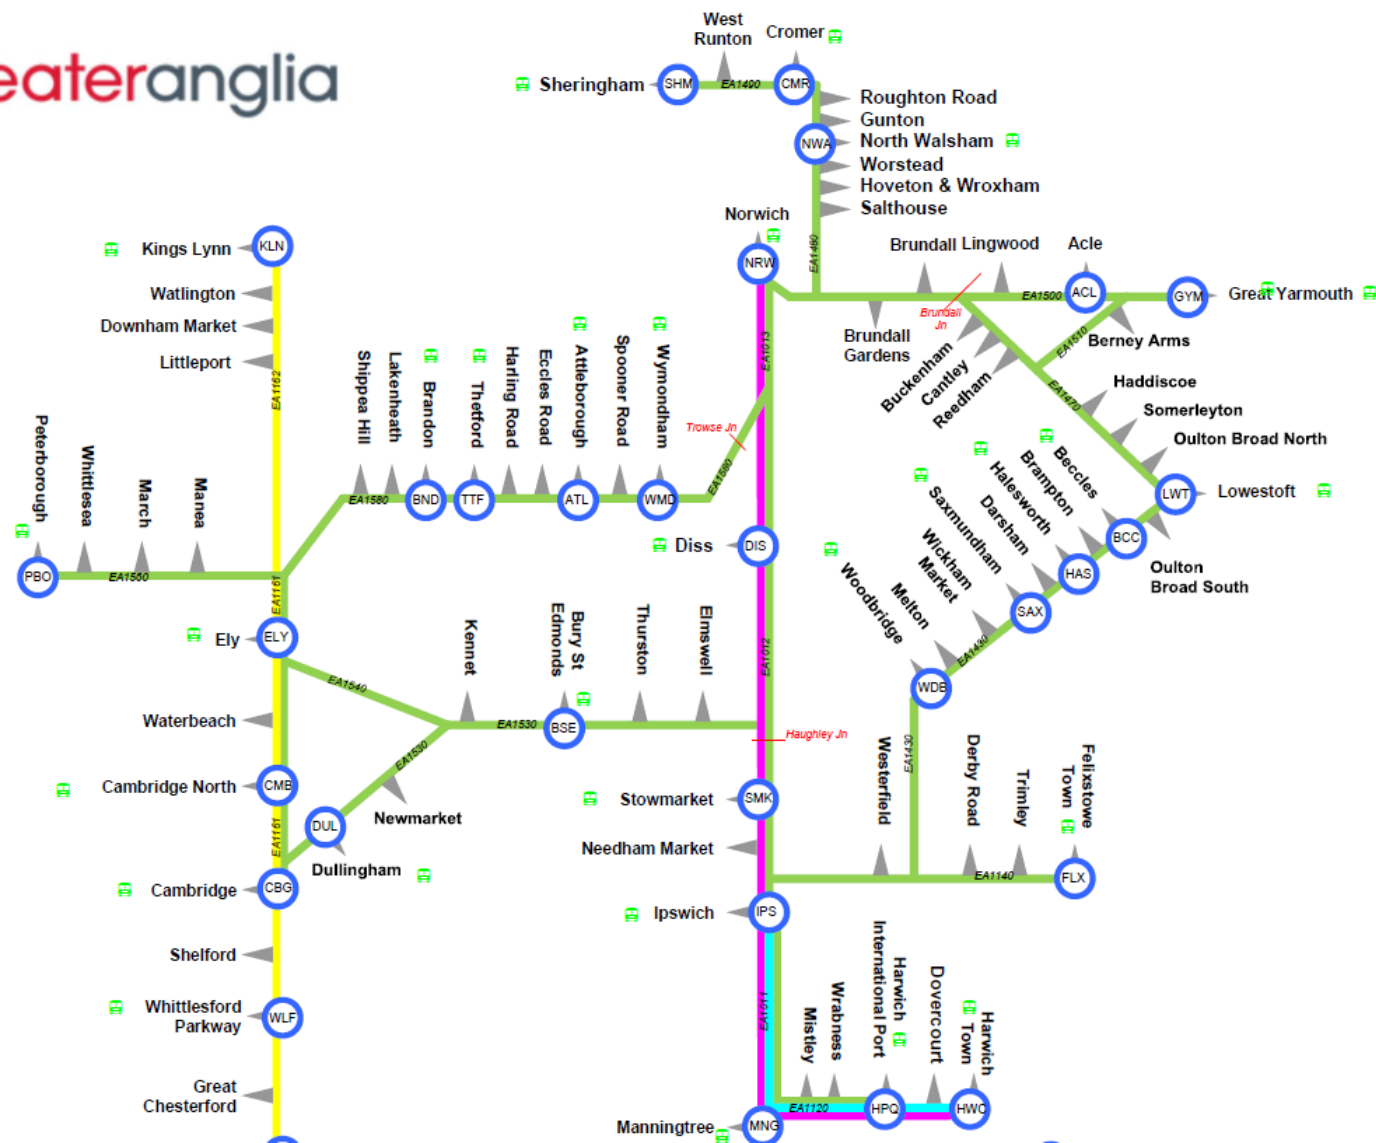 eateranglia
West
Runton
Cromer
Sheringham
SHM
EA1490
CMR
Roughton Road
Gunton
NWA
North Walsham
Worstead
Hoveton & Wroxham
Salthouse
EA1480
Norwich
NRW
Brundall
Lingwood
Acle
EA1500
ACL
GYM
Great Yarmouth
Brundall
Jn
Brundall
Gardens
EA1510
Berney Arms
Buckenham
Cantley
Reedham
EA1470
Haddiscoe
Somerleyton
Oulton Broad North
LWT
Lowestoft
Kings Lynn
KLN
Watlington
Downham Market
Littleport
EA1162
Shippea Hill
Lakenheath
Brandon
Thetford
Harling Road
Eccles Road
Attleborough
Spooner Road
Wymondham
EA1013
Trowse Jn
EA1580
EA1580
BND
TTF
ATL
WMD
Peterborough
Whittlesea
March
Manea
PBO
EA1560
EA1161
Diss
DIS
Beccles
Brampton
Halesworth
Darsham
Saxmundham
Wickham
Market
Melton
Woodbridge
BCC
HAS
SAX
Oulton
Broad South
EA1430
WDB
Ely
ELY
EA1540
Kennet
Bury St
Edmonds
Thurston
Elmswell
EA1012
EA1530
BSE
Haughley Jn
EA1530
Waterbeach
Cambridge North
CMB
EA1161
DUL
Newmarket
Dullingham
Cambridge
CBG
Stowmarket
SMK
Needham Market
EA1430
Westerfield
Derby Road
Trimley
Felixstowe
Town
EA1140
FLX
Ipswich
IPS
Shelford
Whittlesford
Parkway
WLF
Great
Chesterford
EA1011
Mistley
Wrabness
Harwich
International Port
Dovercourt
Harwich
Town
EA1120
HPQ
HWC
Manningtree
MNG